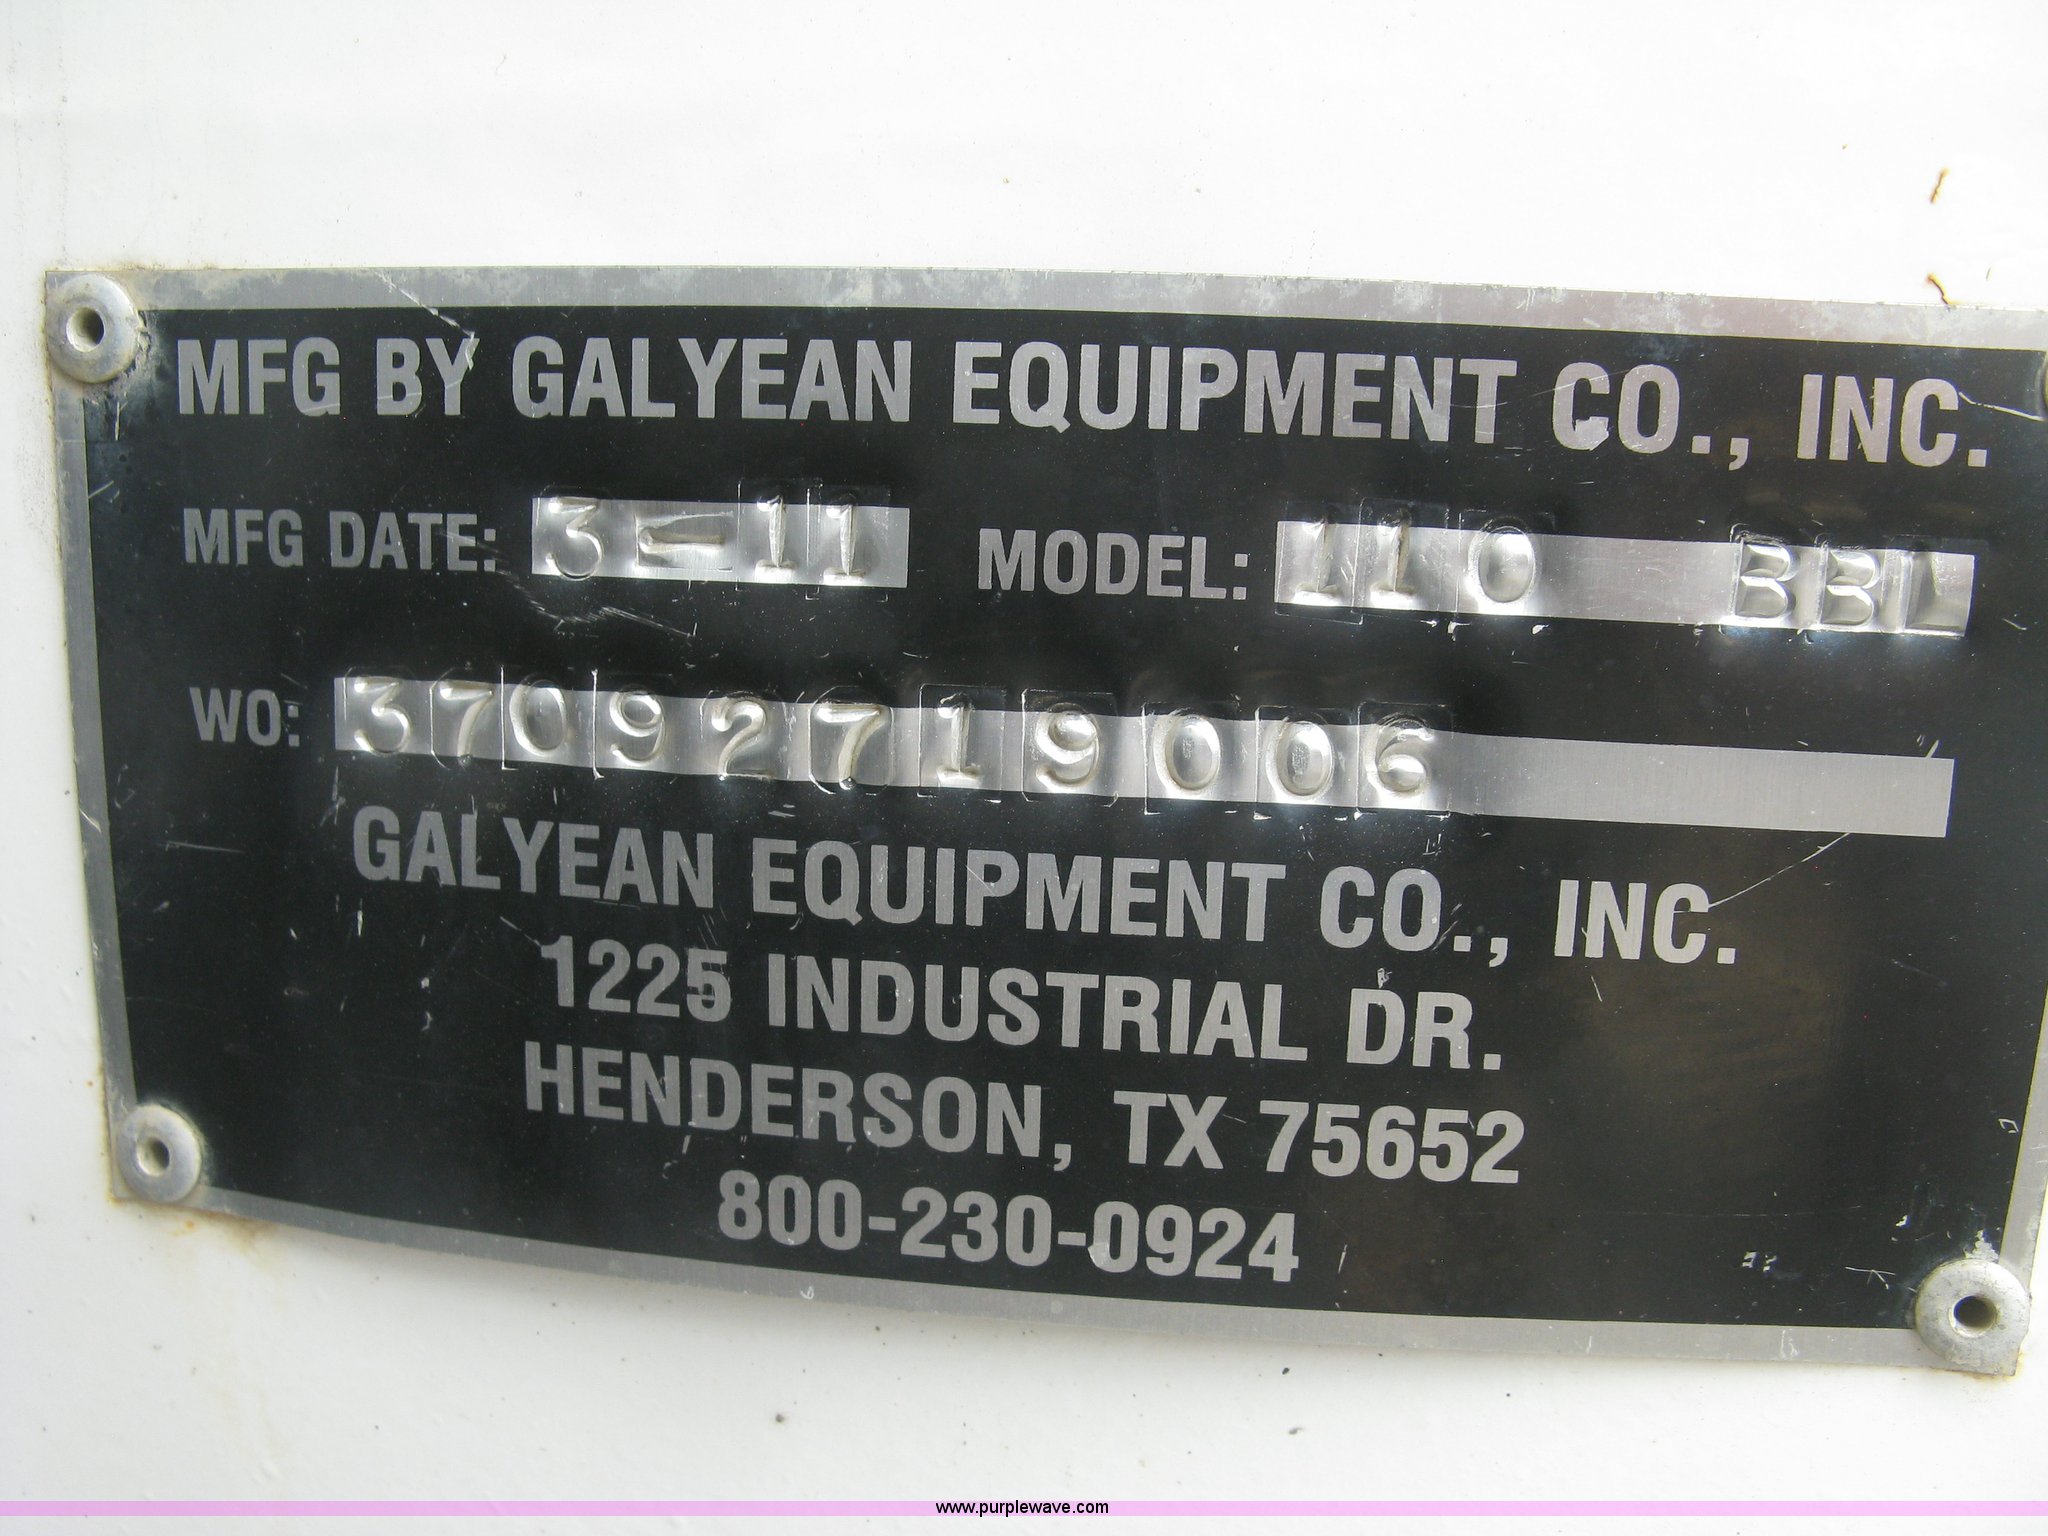 MFG BY GALYEAN EQUIPMENT CO., INC.
MFG DATE: 3-11 MODEL: 110 BBL
WO: 37092719006
GALYEAN EQUIPMENT CO., INC.
1225 INDUSTRIAL DR.
HENDERSON, TX 75652
800-230-0924
www.purplewave.com